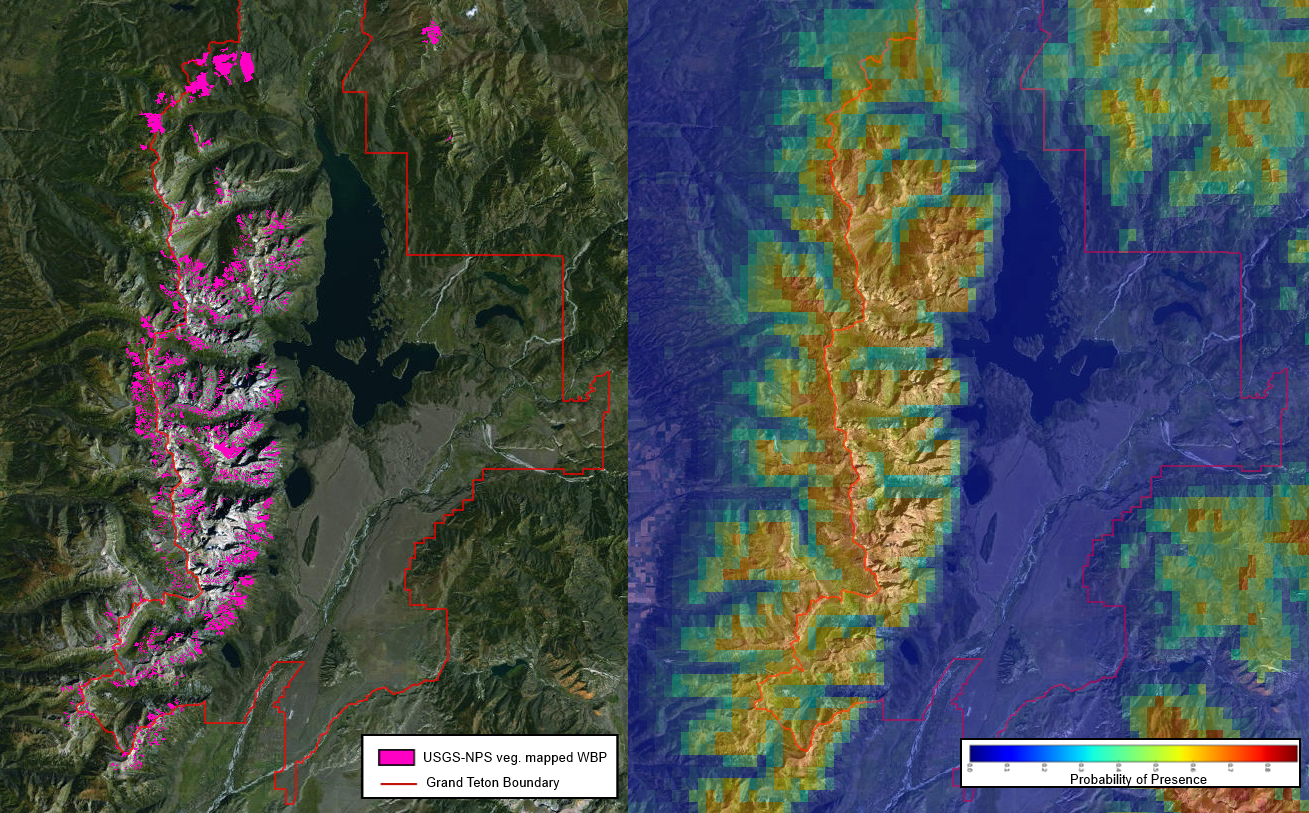 USGS-NPS veg. mapped WBP
Grand Teton Boundary
Probability of Presence